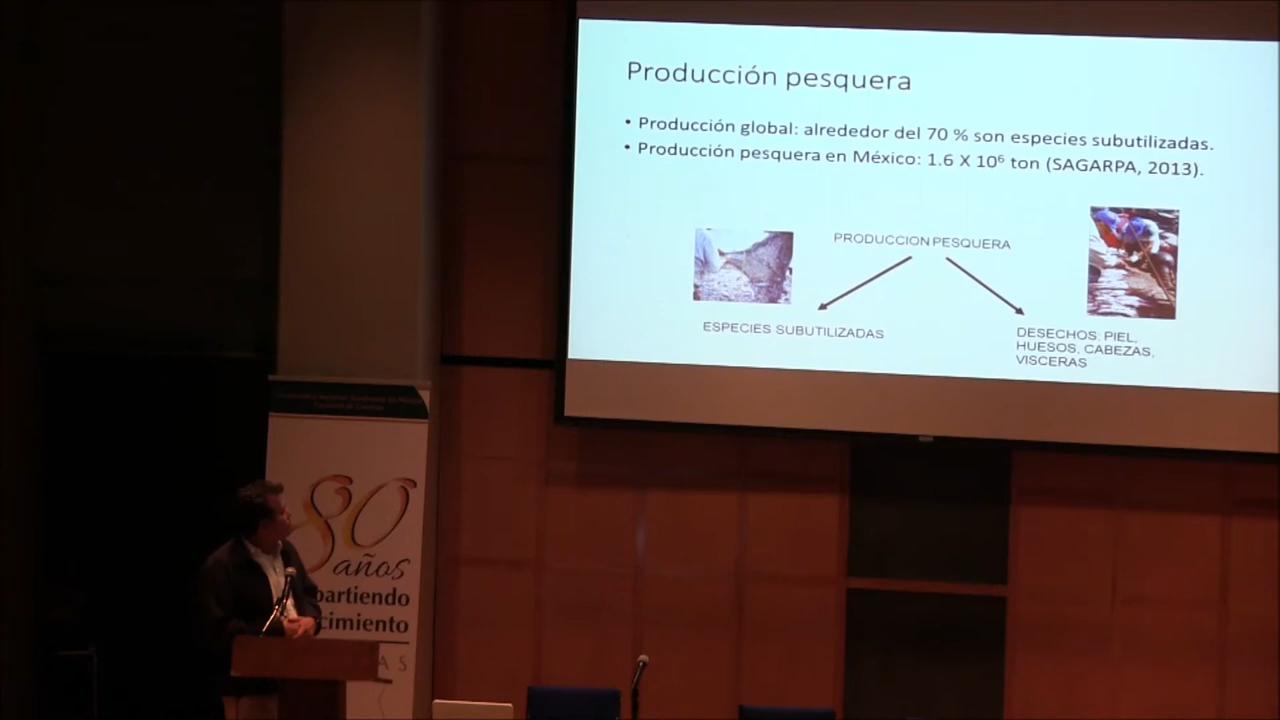 Producción pesquera
• Producción global: alrededor del 70 % son especies subutilizadas.
• Producción pesquera en México: 1.6 X 10⁶ ton (SAGARPA, 2013).
PRODUCCION PESQUERA
ESPECIES SUBUTILIZADAS
DESECHOS: PIEL,
HUESOS, CABEZAS,
VISCERAS
80
años
partiendo
cimiento
A S